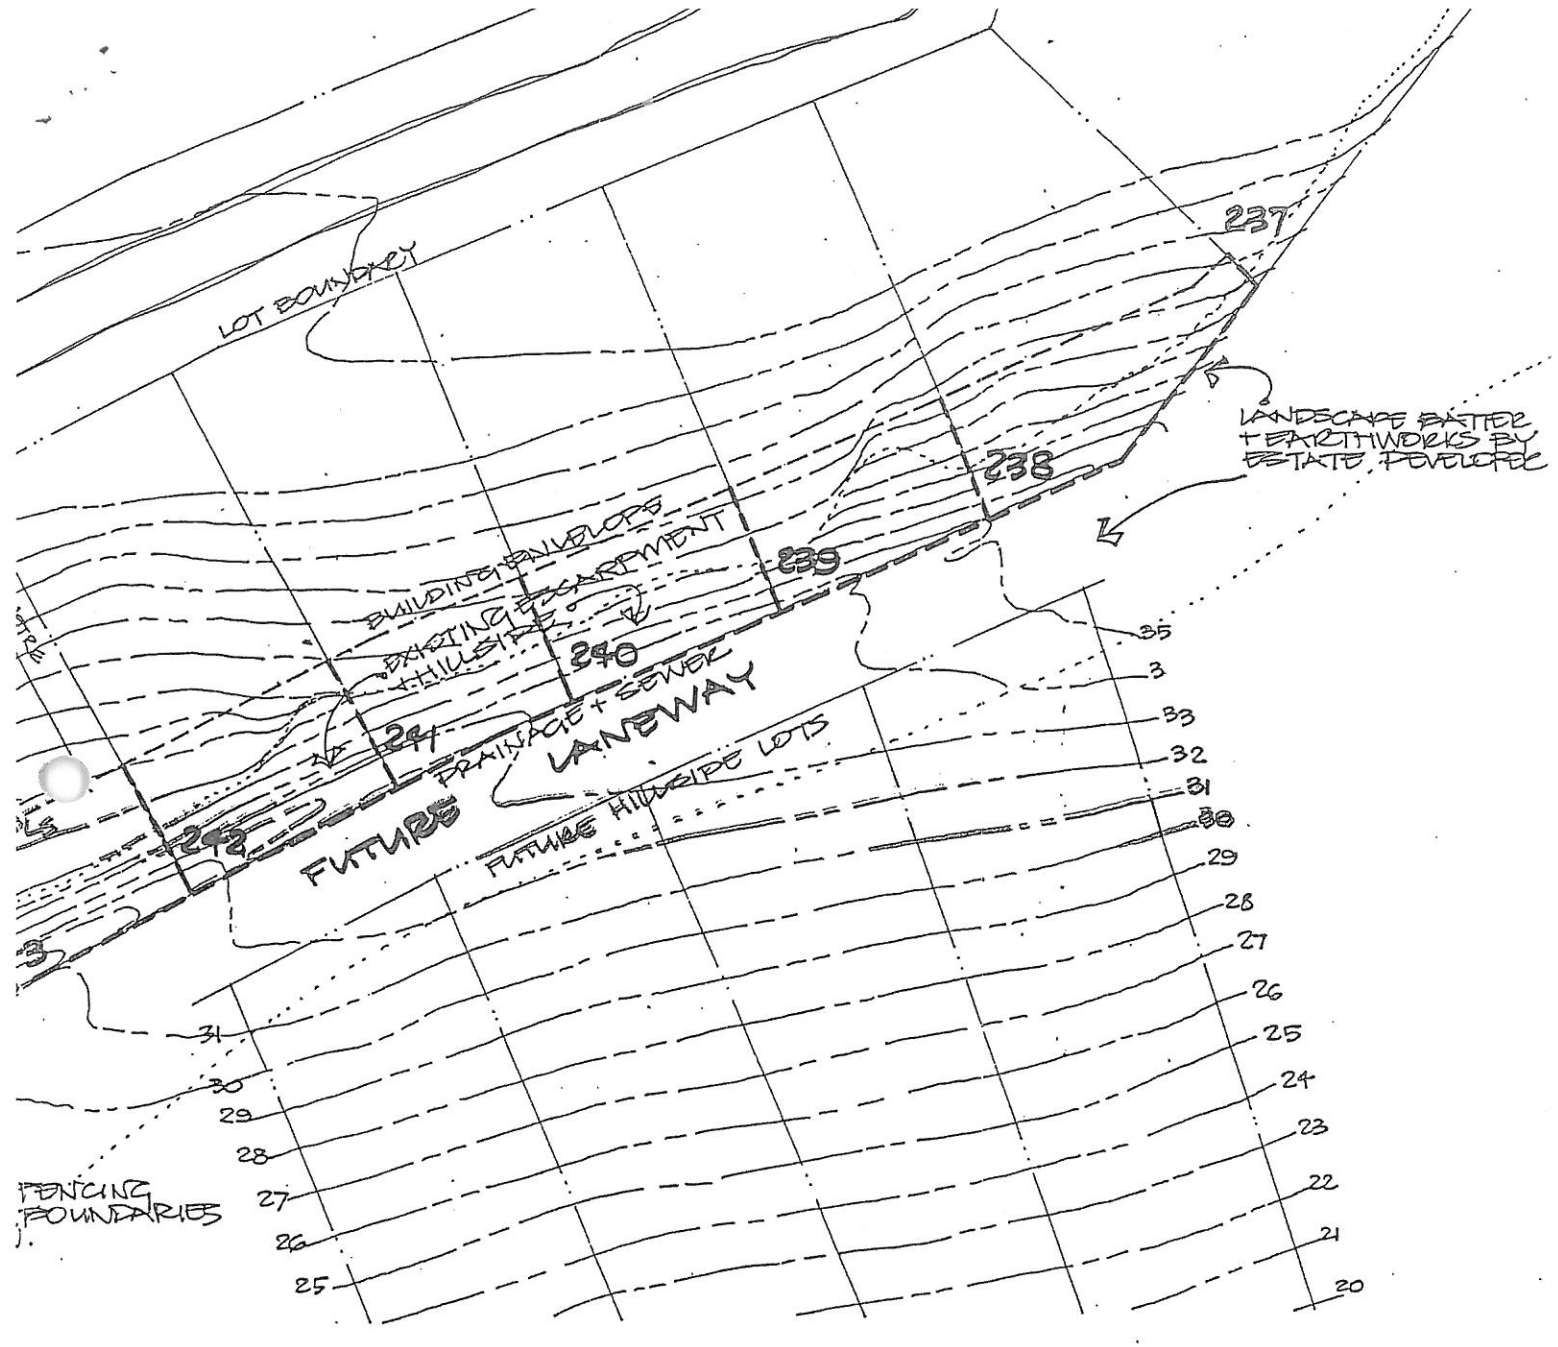 237
LOT BOUNDARY
LANDSCAPE BATTER
+ EARTHWORKS BY
ESTATE DEVELOPER
238
BUILDING ENVELOPE
EXISTING ESCARPMENT
+ HILLSIDE
239
240
241
242
3
DRAINAGE + SEWER
FUTURE LANEWAY
FUTURE HILLSIDE LOTS
35
3
33
32
31
30
29
28
27
26
25
24
23
22
21
20
31
30
29
28
27
26
25
FENCING
BOUNDARIES